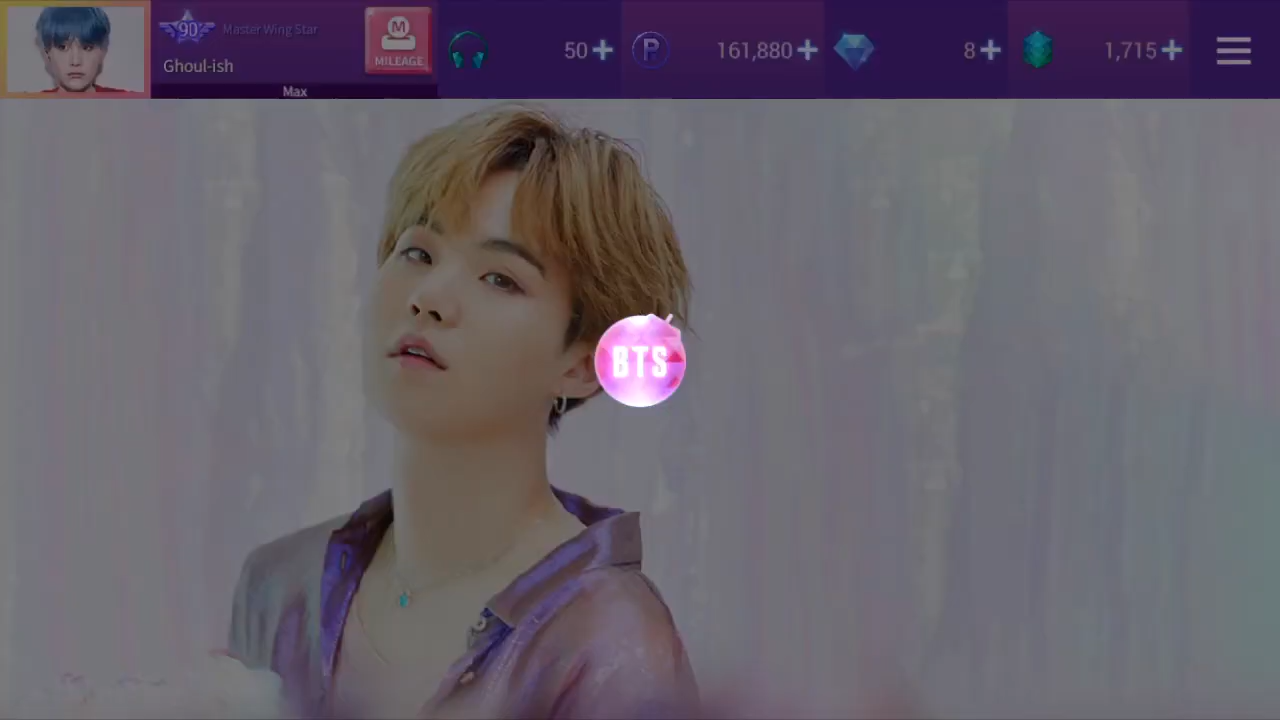 90 Master Wing Star
Ghoul-ish
M
MILEAGE
Max
50 +
P
161,880 +
8 +
1,715 +
BTS